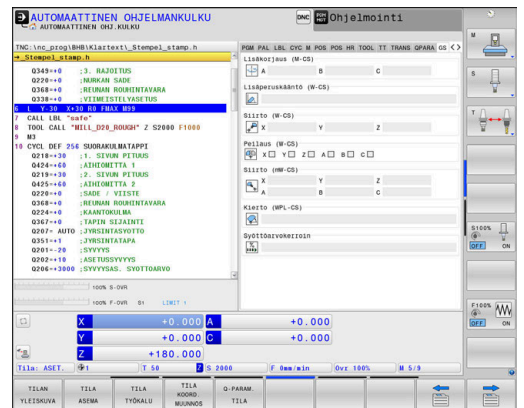 AUTOMAATTINEN OHJELMANKULKU
AUTOMAATTINEN OHJ.KULKU
DNC
Ohjelmointi
TNC:\nc_prog\BHB\Klartext\_Stempel_stamp.h
→_Stempel_stamp.h
Q349=+0 ;3. RAJOITUS
Q220=+0 ;NURKAN SADE
Q368=+0 ;REUNAN ROUHINTAVARA
Q338=+0 ;VIIMEISTELYASETUS
6 L Y-30 X+30 R0 FMAX M99
7 CALL LBL "safe"
8 TOOL CALL "MILL_D20_ROUGH" Z S2000 F1000
9 M3
10 CYCL DEF 256 SUORAKULMATAPPI
Q218=+30 ;1. SIVUN PITUUS
Q424=+60 ;AIHIOMITTA 1
Q219=+30 ;2. SIVUN PITUUS
Q425=+60 ;AIHIOMITTA 2
Q220=+0 ;SADE / VIISTE
Q368=+0 ;REUNAN ROUHINTAVARA
Q224=+0 ;KAANTOKULMA
Q367=+0 ;TAPIN SIJAINTI
Q207= AUTO ;JYRSINTASYOTTO
Q351=+1 ;JYRSINTATAPA
Q201=-20 ;SYVYYS
Q202=+10 ;ASETUSSYVYYS
Q206=+3000 ;SYVYYSAS. SYOTTOARVO
PGM PAL LBL CYC M POS POS HR TOOL TT TRANS QPARA GS
Lisäkorjaus (M-CS)
A B C
Lisäperuskääntö (W-CS)
Siirto (W-CS)
X Y Z
Peilaus (W-CS)
X Y Z A B C
Siirto (mW-CS)
X Y Z
A B C
Kierto (WPL-CS)
Syöttöarvokerroin
100% S-OVR
100% F-OVR S1 LIMIT 1
X +0.000 A +0.000
Y +0.000 C +0.000
Z +180.000
Tila: ASET. 1 T 50 Z S 2000 F 0mm/min Ovr 100% M 5/9
TILAN YLEISKUVA
TILA ASEMA
TILA TYÖKALU
TILA KOORD. MUUNNOS
Q-PARAM. TILA
M
S
T
S100%
OFF ON
F100%
OFF ON